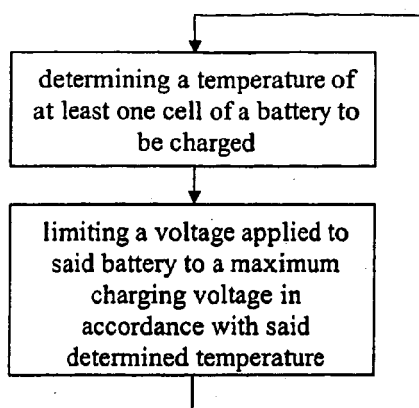 determining a temperature of
at least one cell of a battery to
be charged
limiting a voltage applied to
said battery to a maximum
charging voltage in
accordance with said
determined temperature